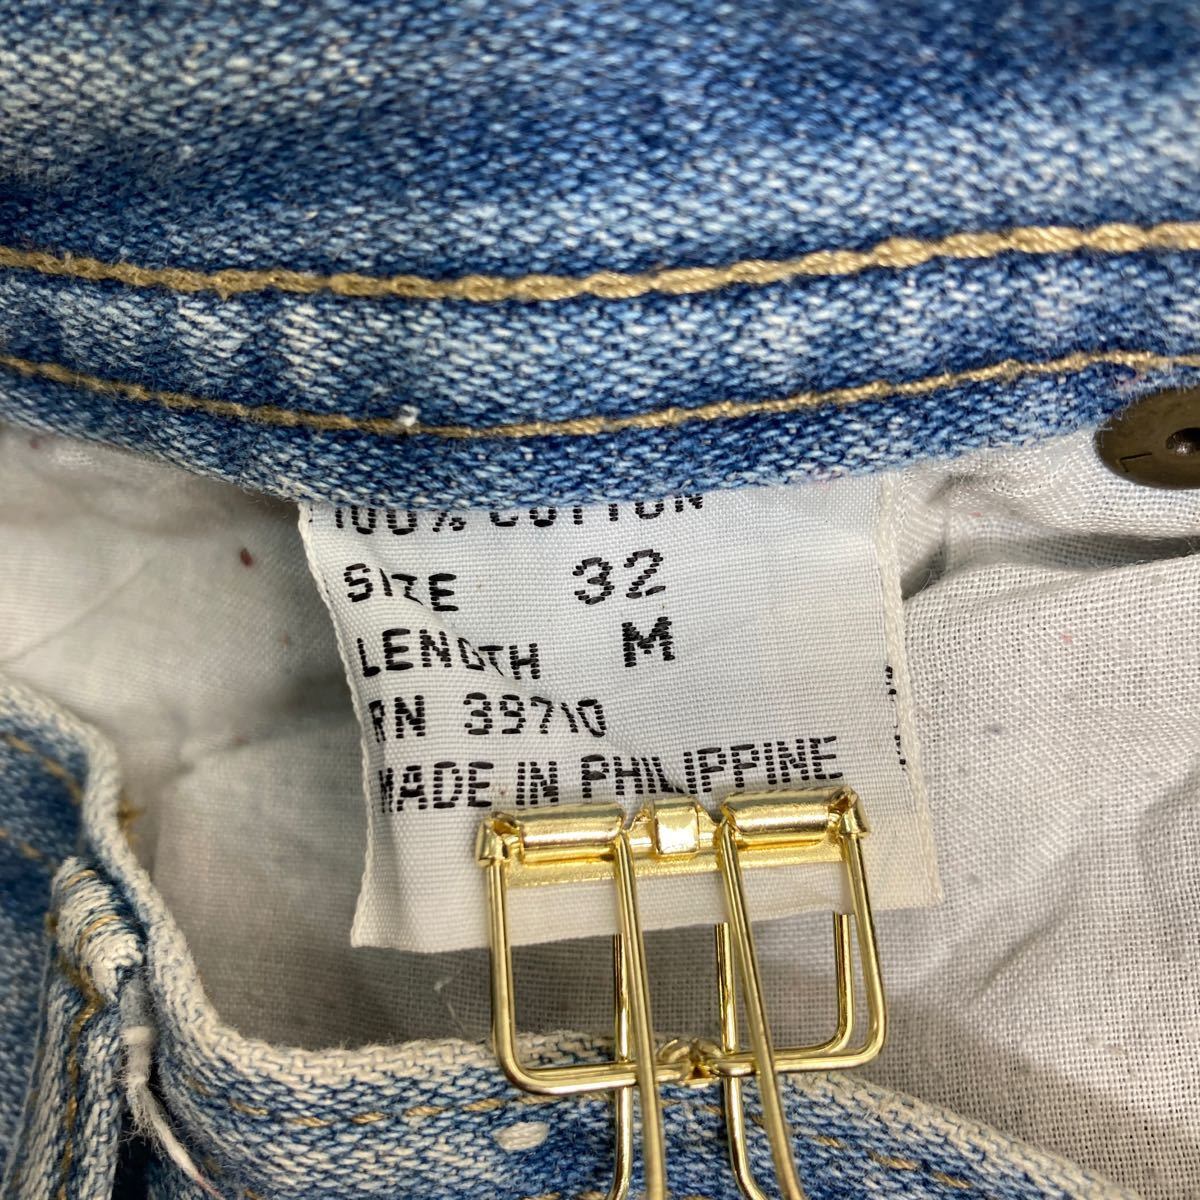 100% COTTON
SIZE 32
LENGTH M
RN 39710
MADE IN PHILIPPINE